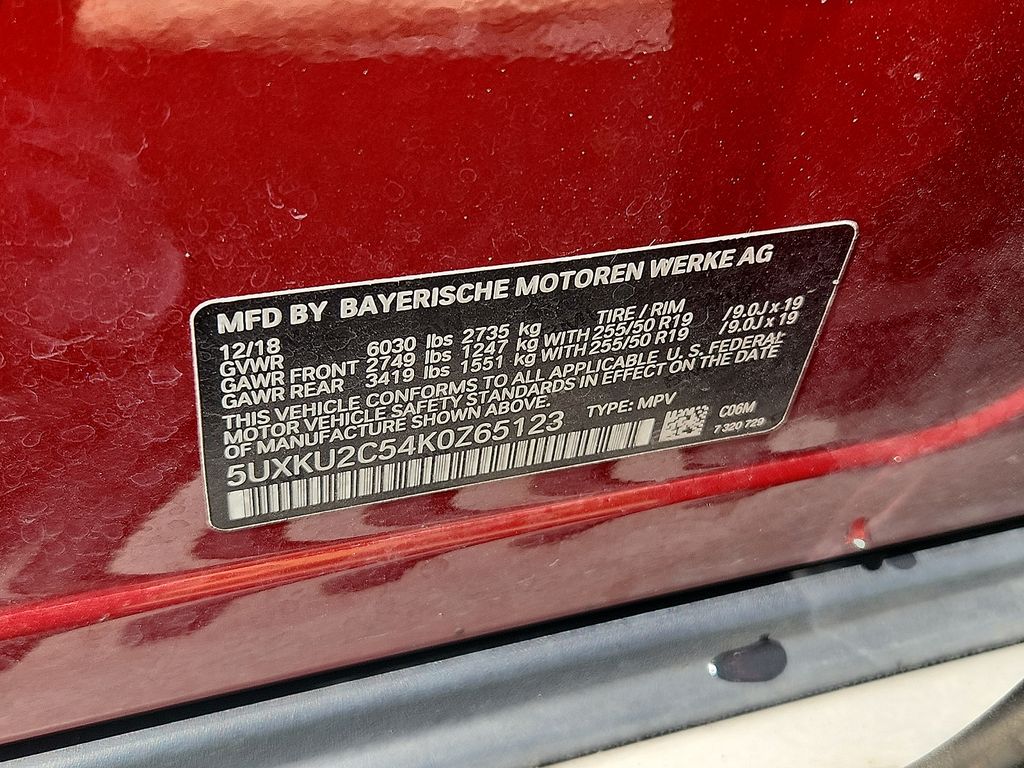 MFD BY BAYERISCHE MOTOREN WERKE AG
12/18 TIRE / RIM
GVWR 6030 lbs 2735 kg
GAWR FRONT 2749 lbs 1247 kg WITH 255/50 R19 /9.0J x 19
GAWR REAR 3419 lbs 1551 kg WITH 255/50 R19 /9.0J x 19
THIS VEHICLE CONFORMS TO ALL APPLICABLE U.S. FEDERAL
MOTOR VEHICLE SAFETY STANDARDS IN EFFECT ON THE DATE
OF MANUFACTURE SHOWN ABOVE.
5UXKU2C54K0Z65123 TYPE: MPV
C06M
7 320 729